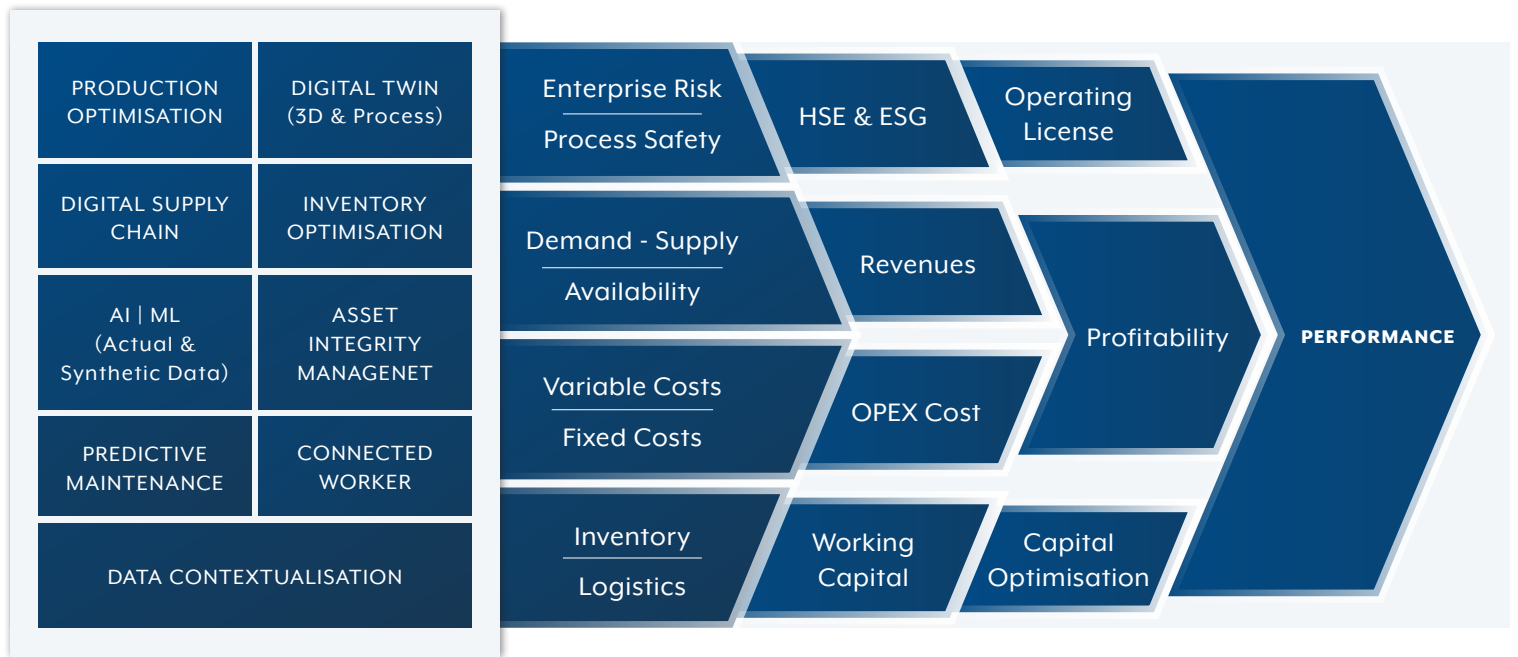 PRODUCTION
OPTIMISATION
DIGITAL TWIN
(3D & Process)
DIGITAL SUPPLY
CHAIN
INVENTORY
OPTIMISATION
AI | ML
(Actual &
Synthetic Data)
ASSET
INTEGRITY
MANAGENET
PREDICTIVE
MAINTENANCE
CONNECTED
WORKER
DATA CONTEXTUALISATION
Enterprise Risk
Process Safety
HSE & ESG
Operating
License
Demand - Supply
Availability
Revenues
Variable Costs
Fixed Costs
OPEX Cost
Profitability
Inventory
Logistics
Working
Capital
Capital
Optimisation
PERFORMANCE